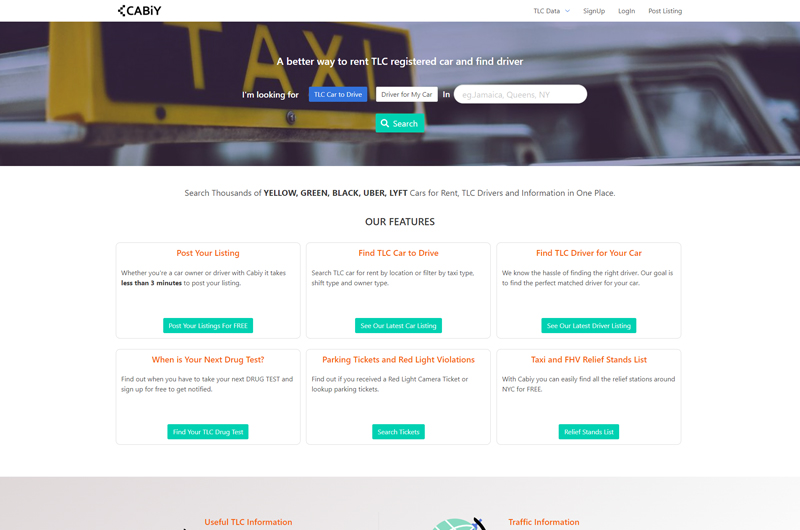 CABiY
TLC Data
SignUp
LogIn
Post Listing
TAXI
A better way to rent TLC registered car and find driver
I'm looking for
TLC Car to Drive
Driver for My Car
In
eg.Jamaica, Queens, NY
Search
Search Thousands of YELLOW, GREEN, BLACK, UBER, LYFT Cars for Rent, TLC Drivers and Information in One Place.
OUR FEATURES
Post Your Listing
Whether you're a car owner or driver with Cabiy it takes
less than 3 minutes to post your listing.
Post Your Listings For FREE
Find TLC Car to Drive
Search TLC car for rent by location or filter by taxi type,
shift type and owner type.
See Our Latest Car Listing
Find TLC Driver for Your Car
We know the hassle of finding the right driver. Our goal is
to find the perfect matched driver for your car.
See Our Latest Driver Listing
When is Your Next Drug Test?
Find out when you have to take your next DRUG TEST and
sign up for free to get notified.
Find Your TLC Drug Test
Parking Tickets and Red Light Violations
Find out if you received a Red Light Camera Ticket or
lookup parking tickets.
Search Tickets
Taxi and FHV Relief Stands List
With Cabiy you can easily find all the relief stations around
NYC for FREE.
Relief Stands List
Useful TLC Information
Traffic Information